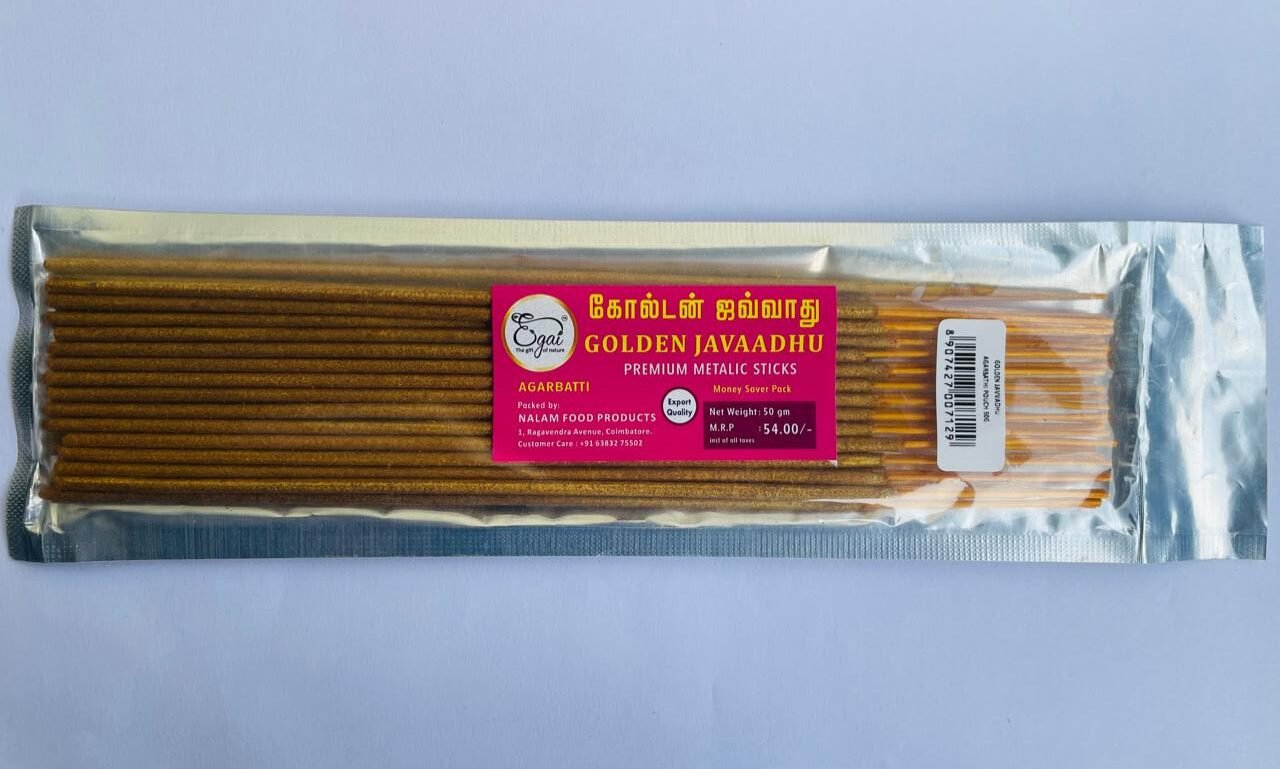 Egai
The gift of nature
கோல்டன் ஜவ்வாது
GOLDEN JAVAADHU
PREMIUM METALIC STICKS
AGARBATTI
Money Saver Pack
Packed by:
NALAM FOOD PRODUCTS
1, Ragavendra Avenue, Coimbatore.
Customer Care : +91 63832 75502
Export
Quality
Net Weight: 50 gm
M.R.P : 54.00/-
incl of all taxes
GOLDEN JAVVADHU
AGARBATHI POUCH 50G
8907427007129